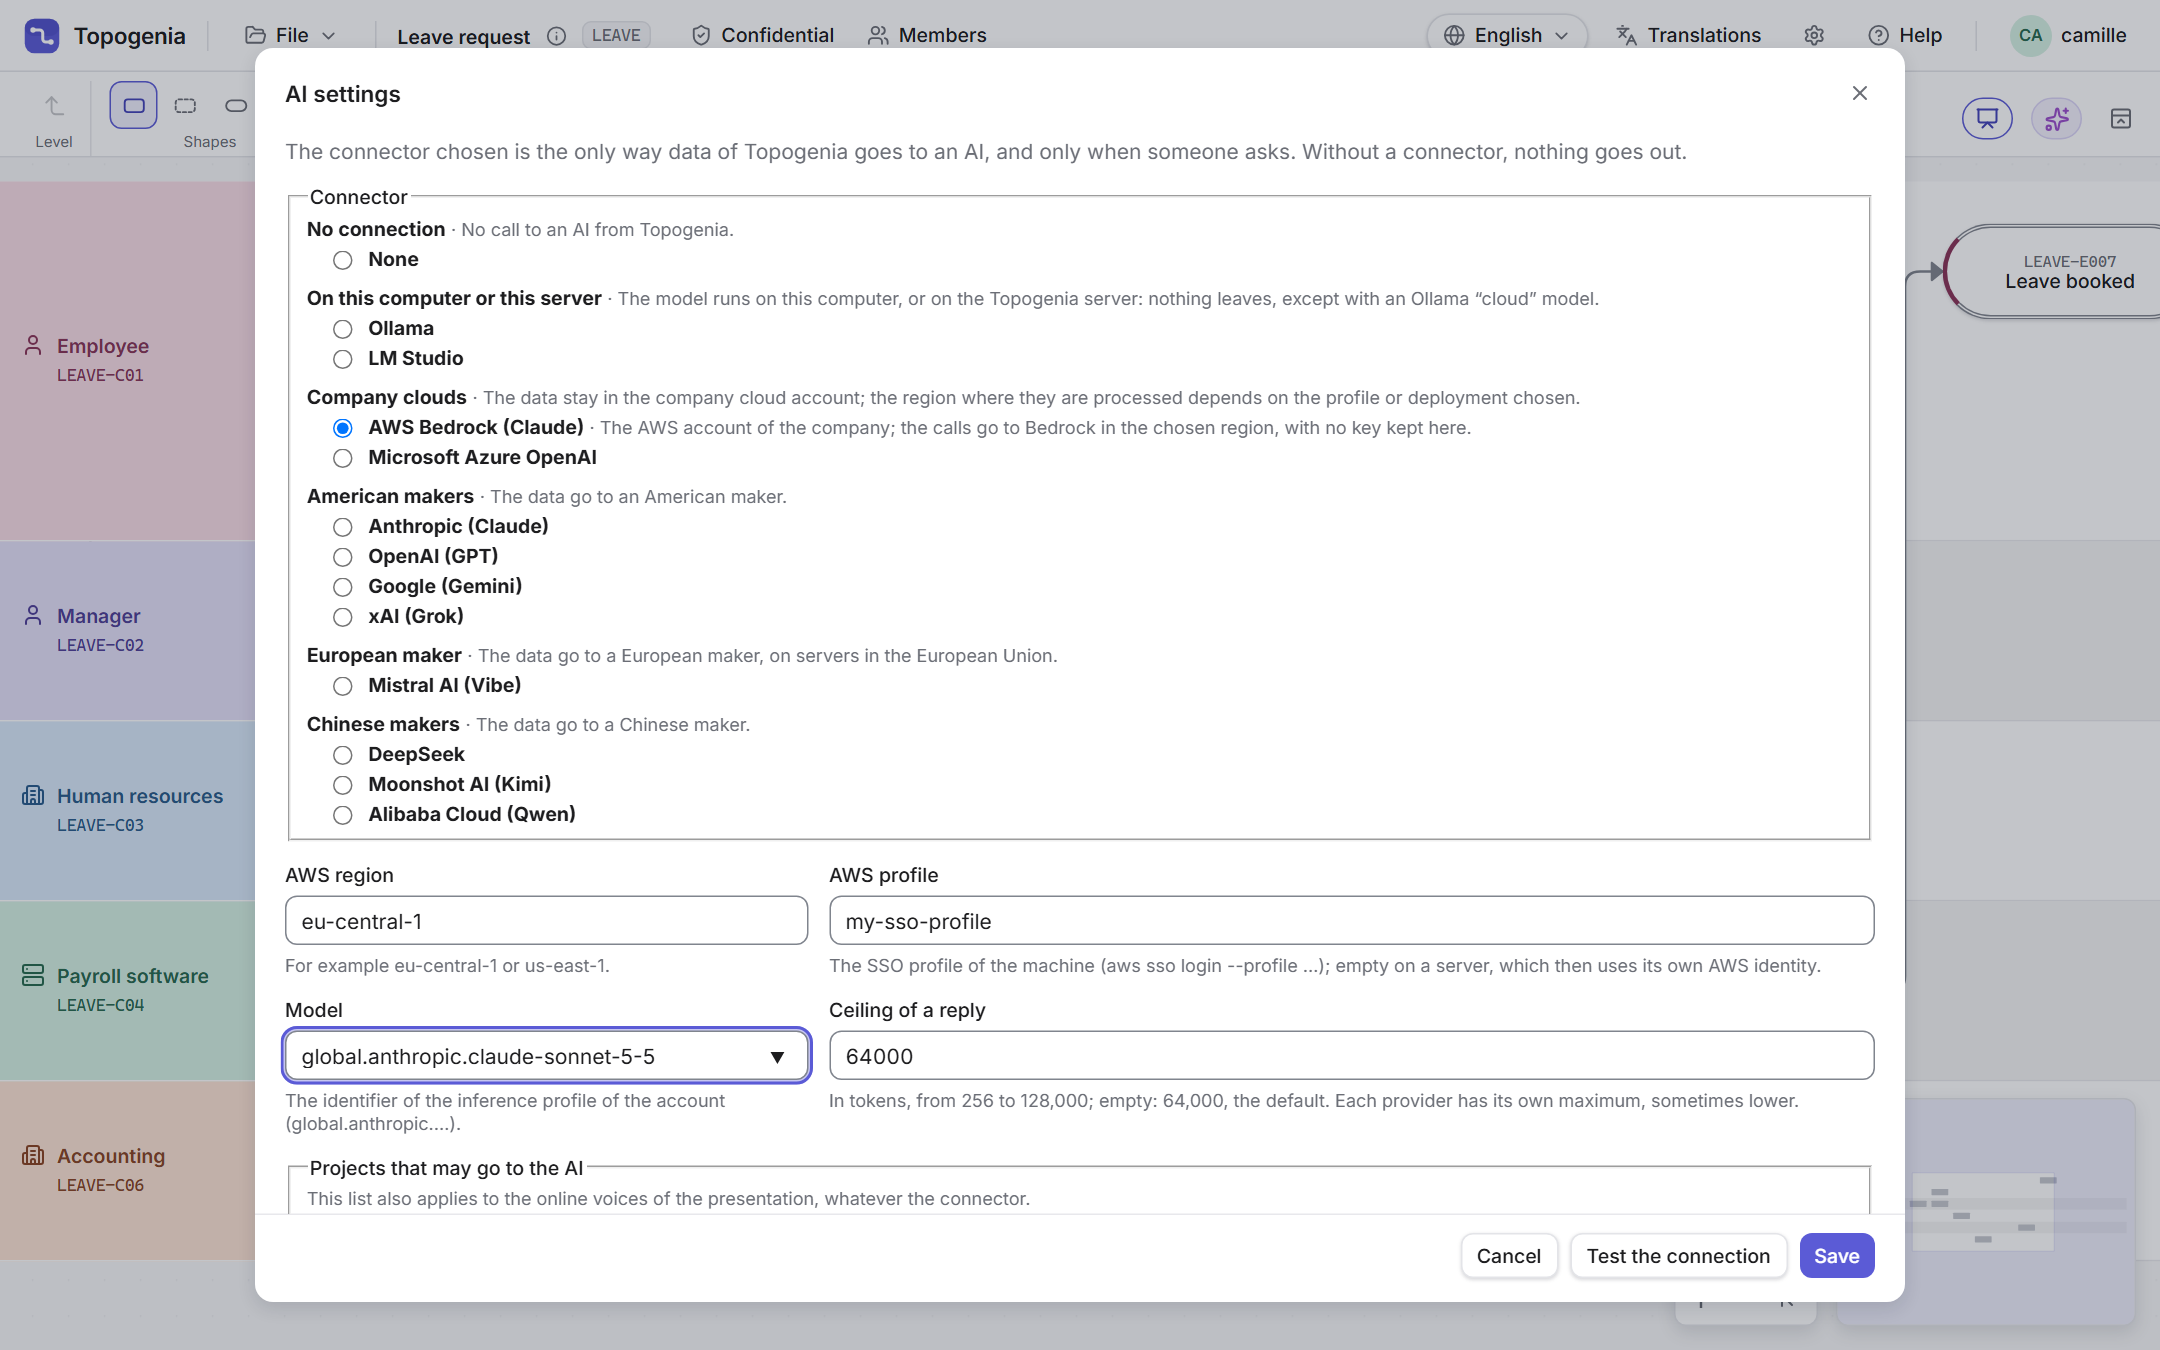 Topogenia
File
Leave request
LEAVE
Confidential
Members
English
Translations
Help
CA
camille
Level
Shapes
Employee
LEAVE-C01
Manager
LEAVE-C02
Human resources
LEAVE-C03
Payroll software
LEAVE-C04
Accounting
LEAVE-C06
LEAVE-E007
Leave booked
AI settings
The connector chosen is the only way data of Topogenia goes to an AI, and only when someone asks. Without a connector, nothing goes out.
Connector
No connection · No call to an AI from Topogenia.
None
On this computer or this server · The model runs on this computer, or on the Topogenia server: nothing leaves, except with an Ollama “cloud” model.
Ollama
LM Studio
Company clouds · The data stay in the company cloud account; the region where they are processed depends on the profile or deployment chosen.
AWS Bedrock (Claude) · The AWS account of the company; the calls go to Bedrock in the chosen region, with no key kept here.
Microsoft Azure OpenAI
American makers · The data go to an American maker.
Anthropic (Claude)
OpenAI (GPT)
Google (Gemini)
xAI (Grok)
European maker · The data go to a European maker, on servers in the European Union.
Mistral AI (Vibe)
Chinese makers · The data go to a Chinese maker.
DeepSeek
Moonshot AI (Kimi)
Alibaba Cloud (Qwen)
AWS region
eu-central-1
For example eu-central-1 or us-east-1.
AWS profile
my-sso-profile
The SSO profile of the machine (aws sso login --profile ...); empty on a server, which then uses its own AWS identity.
Model
global.anthropic.claude-sonnet-5-5
The identifier of the inference profile of the account
(global.anthropic....).
Ceiling of a reply
64000
In tokens, from 256 to 128,000; empty: 64,000, the default. Each provider has its own maximum, sometimes lower.
Projects that may go to the AI
This list also applies to the online voices of the presentation, whatever the connector.
Cancel
Test the connection
Save